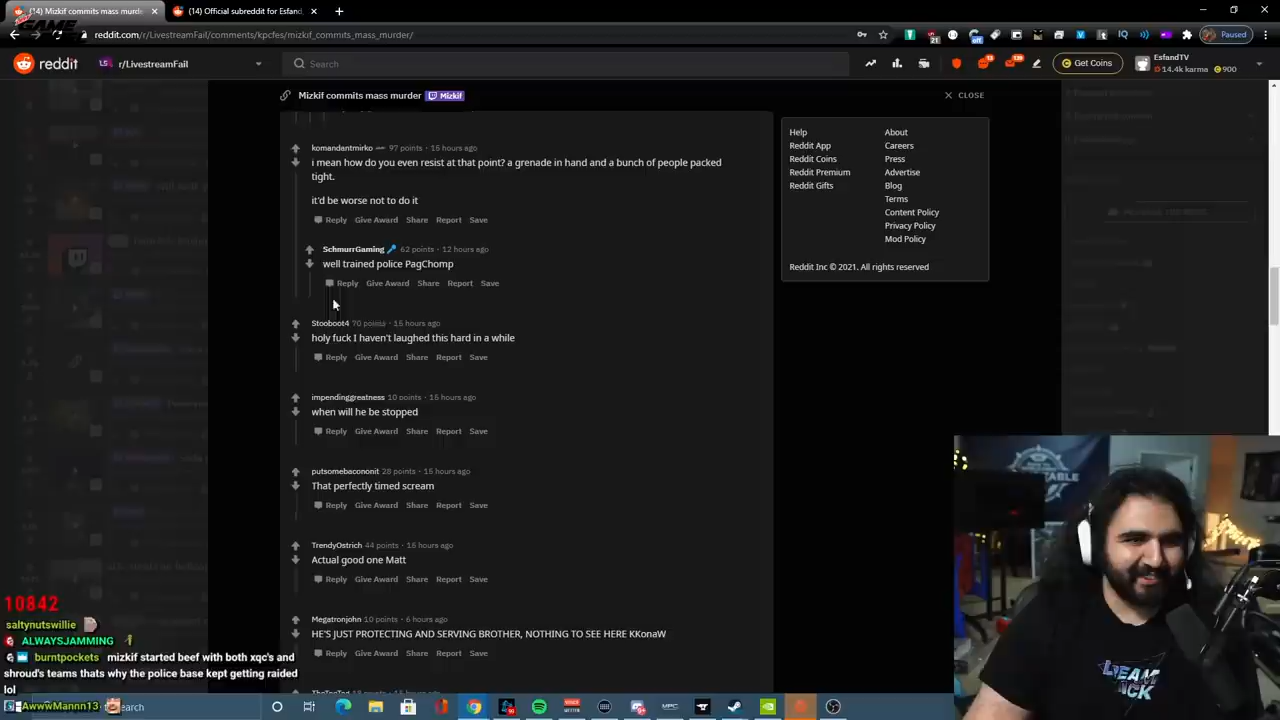 (14) Mizkif commits mass murder
(14) Official subreddit for Esfand,
GAME
reddit.com/r/LivestreamFail/comments/kpcfes/mizkif_commits_mass_murder/
Paused
reddit
r/LivestreamFail
Search
Get Coins
EsfandTV
14.4k karma 900
Mizkif commits mass murder Mizkif
CLOSE
komandantmirko 97 points · 15 hours ago
i mean how do you even resist at that point? a grenade in hand and a bunch of people packed
tight.
it'd be worse not to do it
Reply Give Award Share Report Save
SchmurrGaming 62 points · 12 hours ago
well trained police PagChomp
Reply Give Award Share Report Save
Stooboot4 70 points · 15 hours ago
holy fuck I haven't laughed this hard in a while
Reply Give Award Share Report Save
impendinggreatness 10 points · 15 hours ago
when will he be stopped
Reply Give Award Share Report Save
putsomebacononit 28 points · 15 hours ago
That perfectly timed scream
Reply Give Award Share Report Save
TrendyOstrich 44 points · 16 hours ago
Actual good one Matt
Reply Give Award Share Report Save
Megatronjohn 10 points · 6 hours ago
HE'S JUST PROTECTING AND SERVING BROTHER, NOTHING TO SEE HERE KKonaW
Reply Give Award Share Report Save
Help About
Reddit App Careers
Reddit Coins Press
Reddit Premium Advertise
Reddit Gifts Blog
Terms
Content Policy
Privacy Policy
Mod Policy
Reddit Inc © 2021. All rights reserved
10842
saltynutswillie
ALWAYSJAMMING
burntpockets mizkif started beef with both xqc's and
shroud's teams thats why the police base kept getting raided
lol
AwwwMannn13
earch